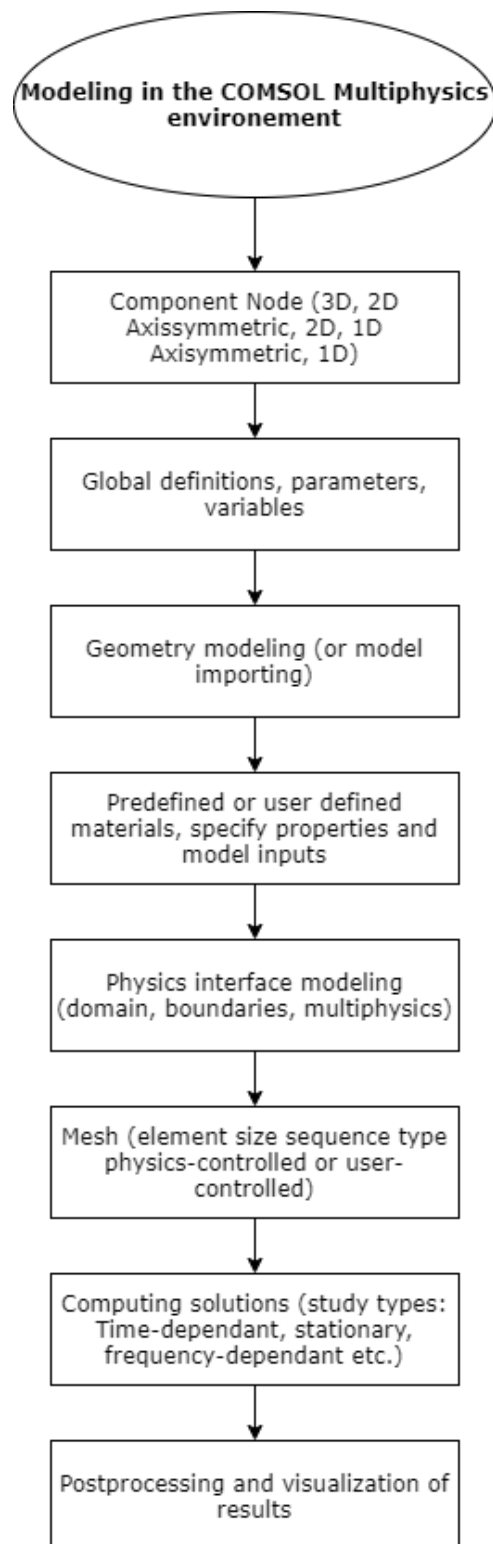 Modeling in the COMSOL Multiphysics
environement
Component Node (3D, 2D
Axissymmetric, 2D, 1D
Axisymmetric, 1D)
Global definitions, parameters,
variables
Geometry modeling (or model
importing)
Predefined or user defined
materials, specify properties and
model inputs
Physics interface modeling
(domain, boundaries, multiphysics)
Mesh (element size sequence type
physics-controlled or user-
controlled)
Computing solutions (study types:
Time-dependant, stationary,
frequency-dependant etc.)
Postprocessing and visualization of
results